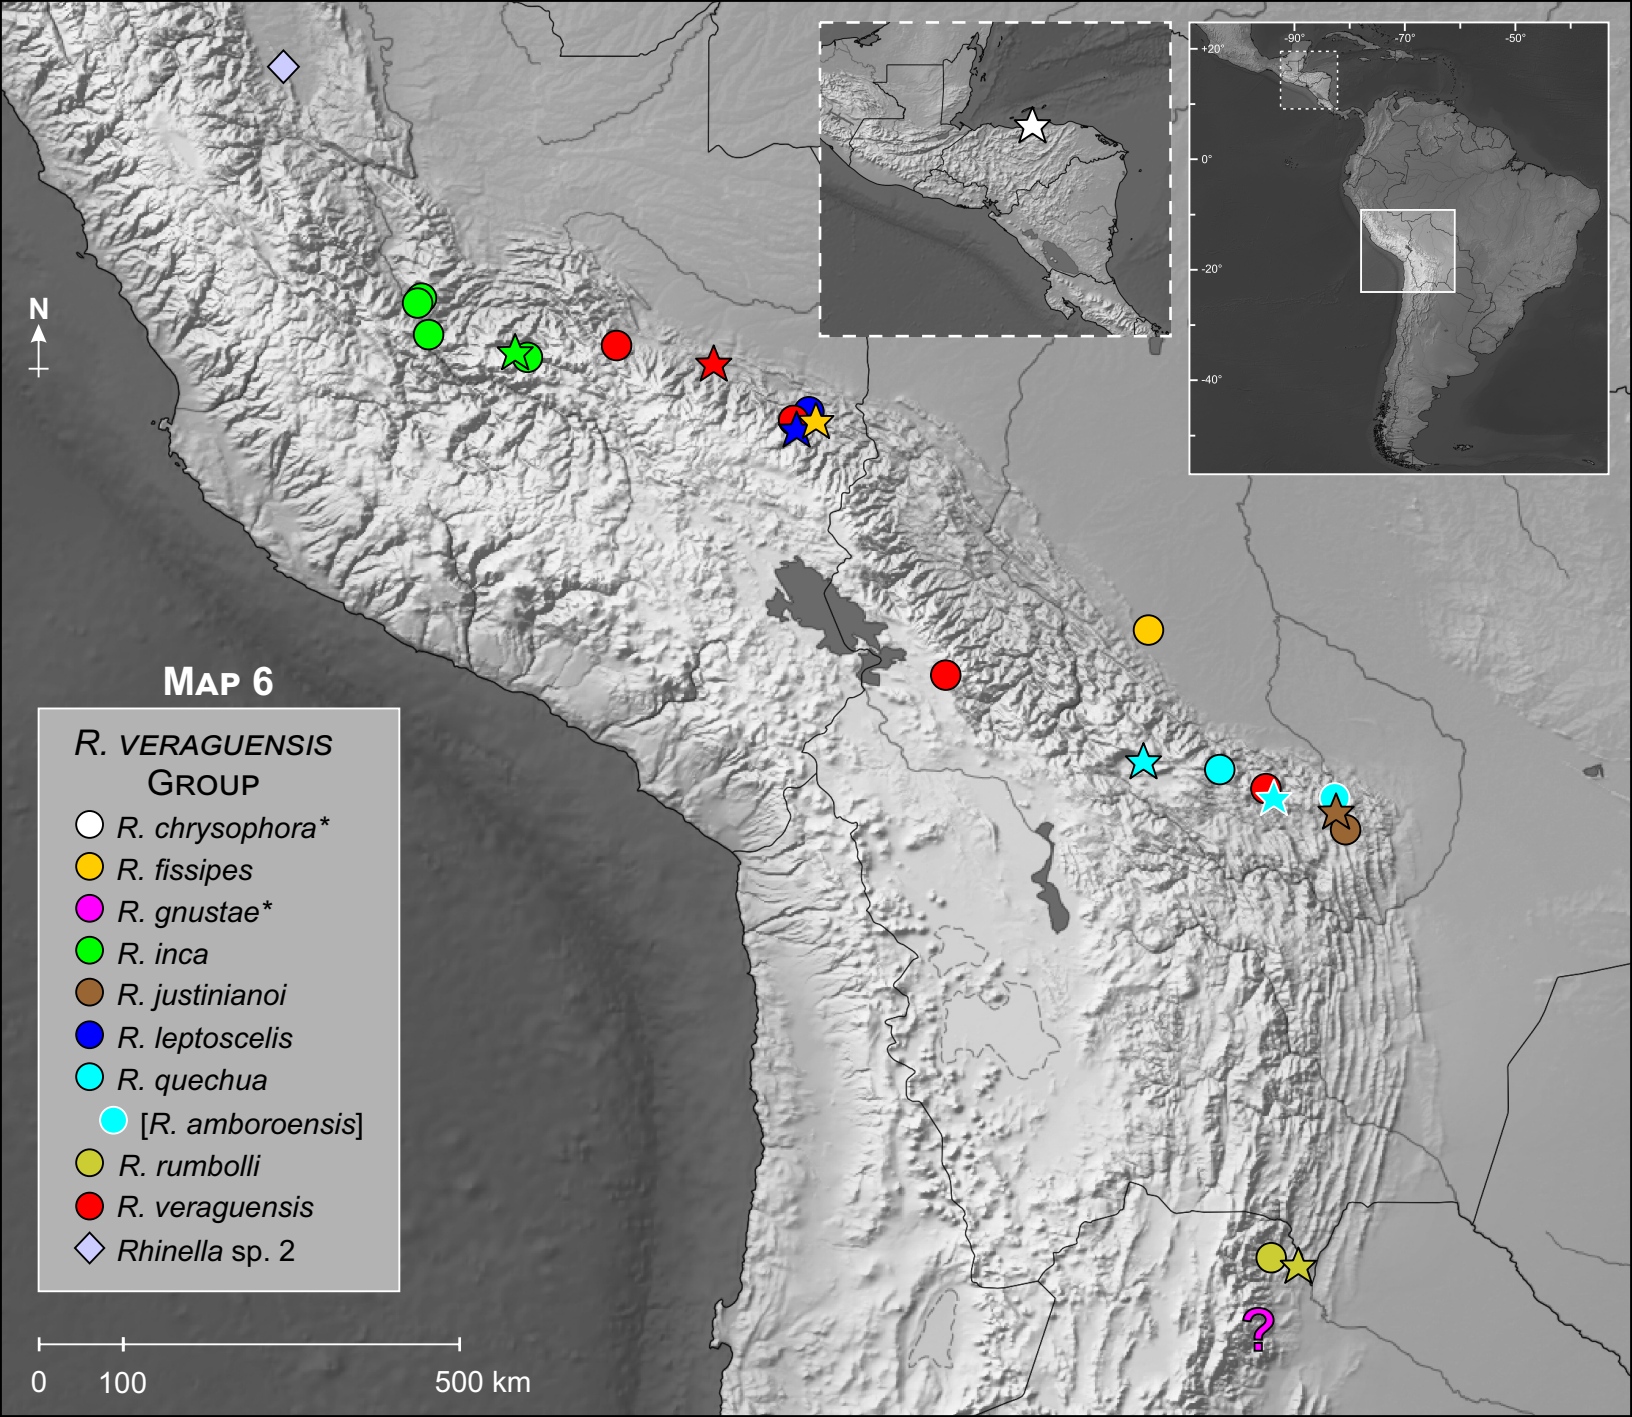 -90°
-70°
-50°
+20°
0°
-20°
-40°
N
MAP 6
R. VERAGUENSIS
GROUP
R. chrysophora*
R. fissipes
R. gnustae*
R. inca
R. justinianoi
R. leptoscelis
R. quechua
[R. amboroensis]
R. rumbolli
R. veraguensis
Rhinella sp. 2
?
0
100
500 km